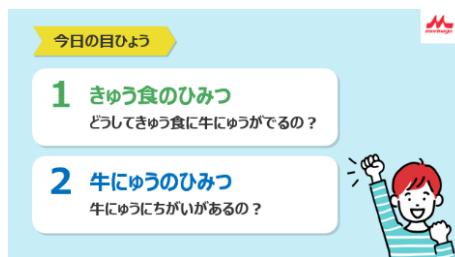 今日の目ひょう
morinaga
1 きゅう食のひみつ
どうしてきゅう食に牛にゅうがでるの？
2 牛にゅうのひみつ
牛にゅうにちがいがあるの？